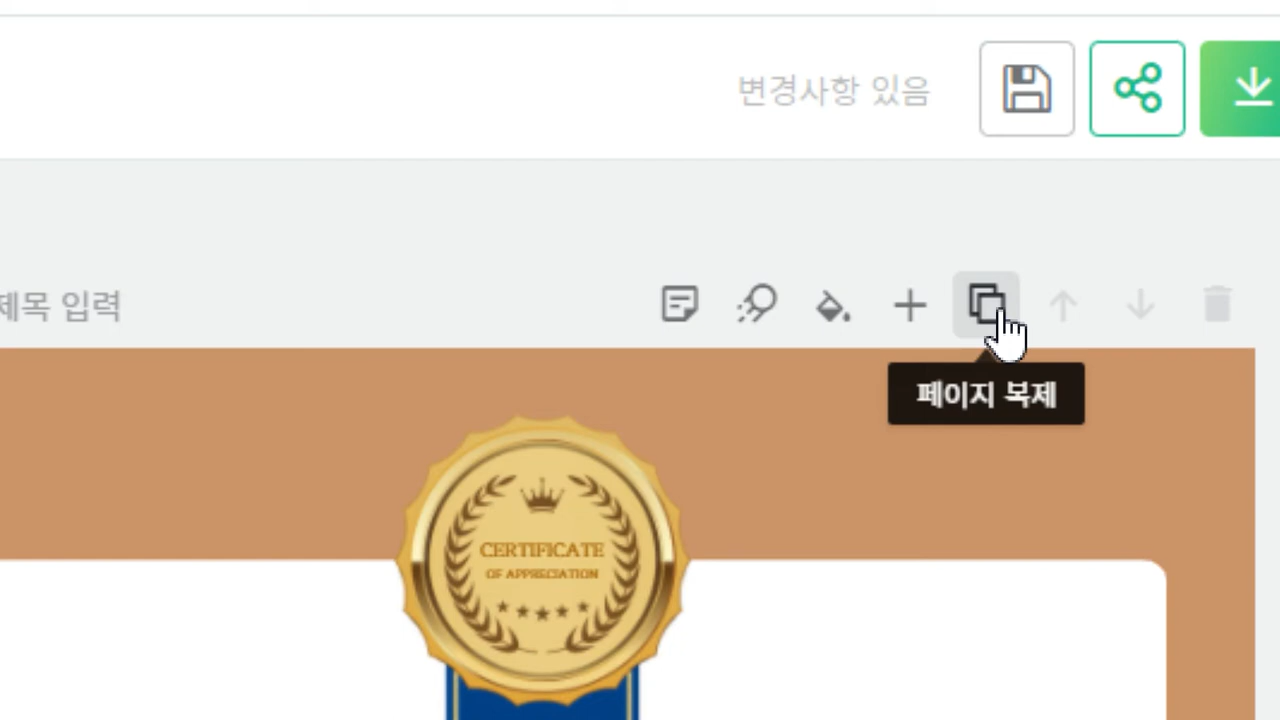 변경사항 있음
제목 입력
페이지 복제
CERTIFICATE
OF APPRECIATION